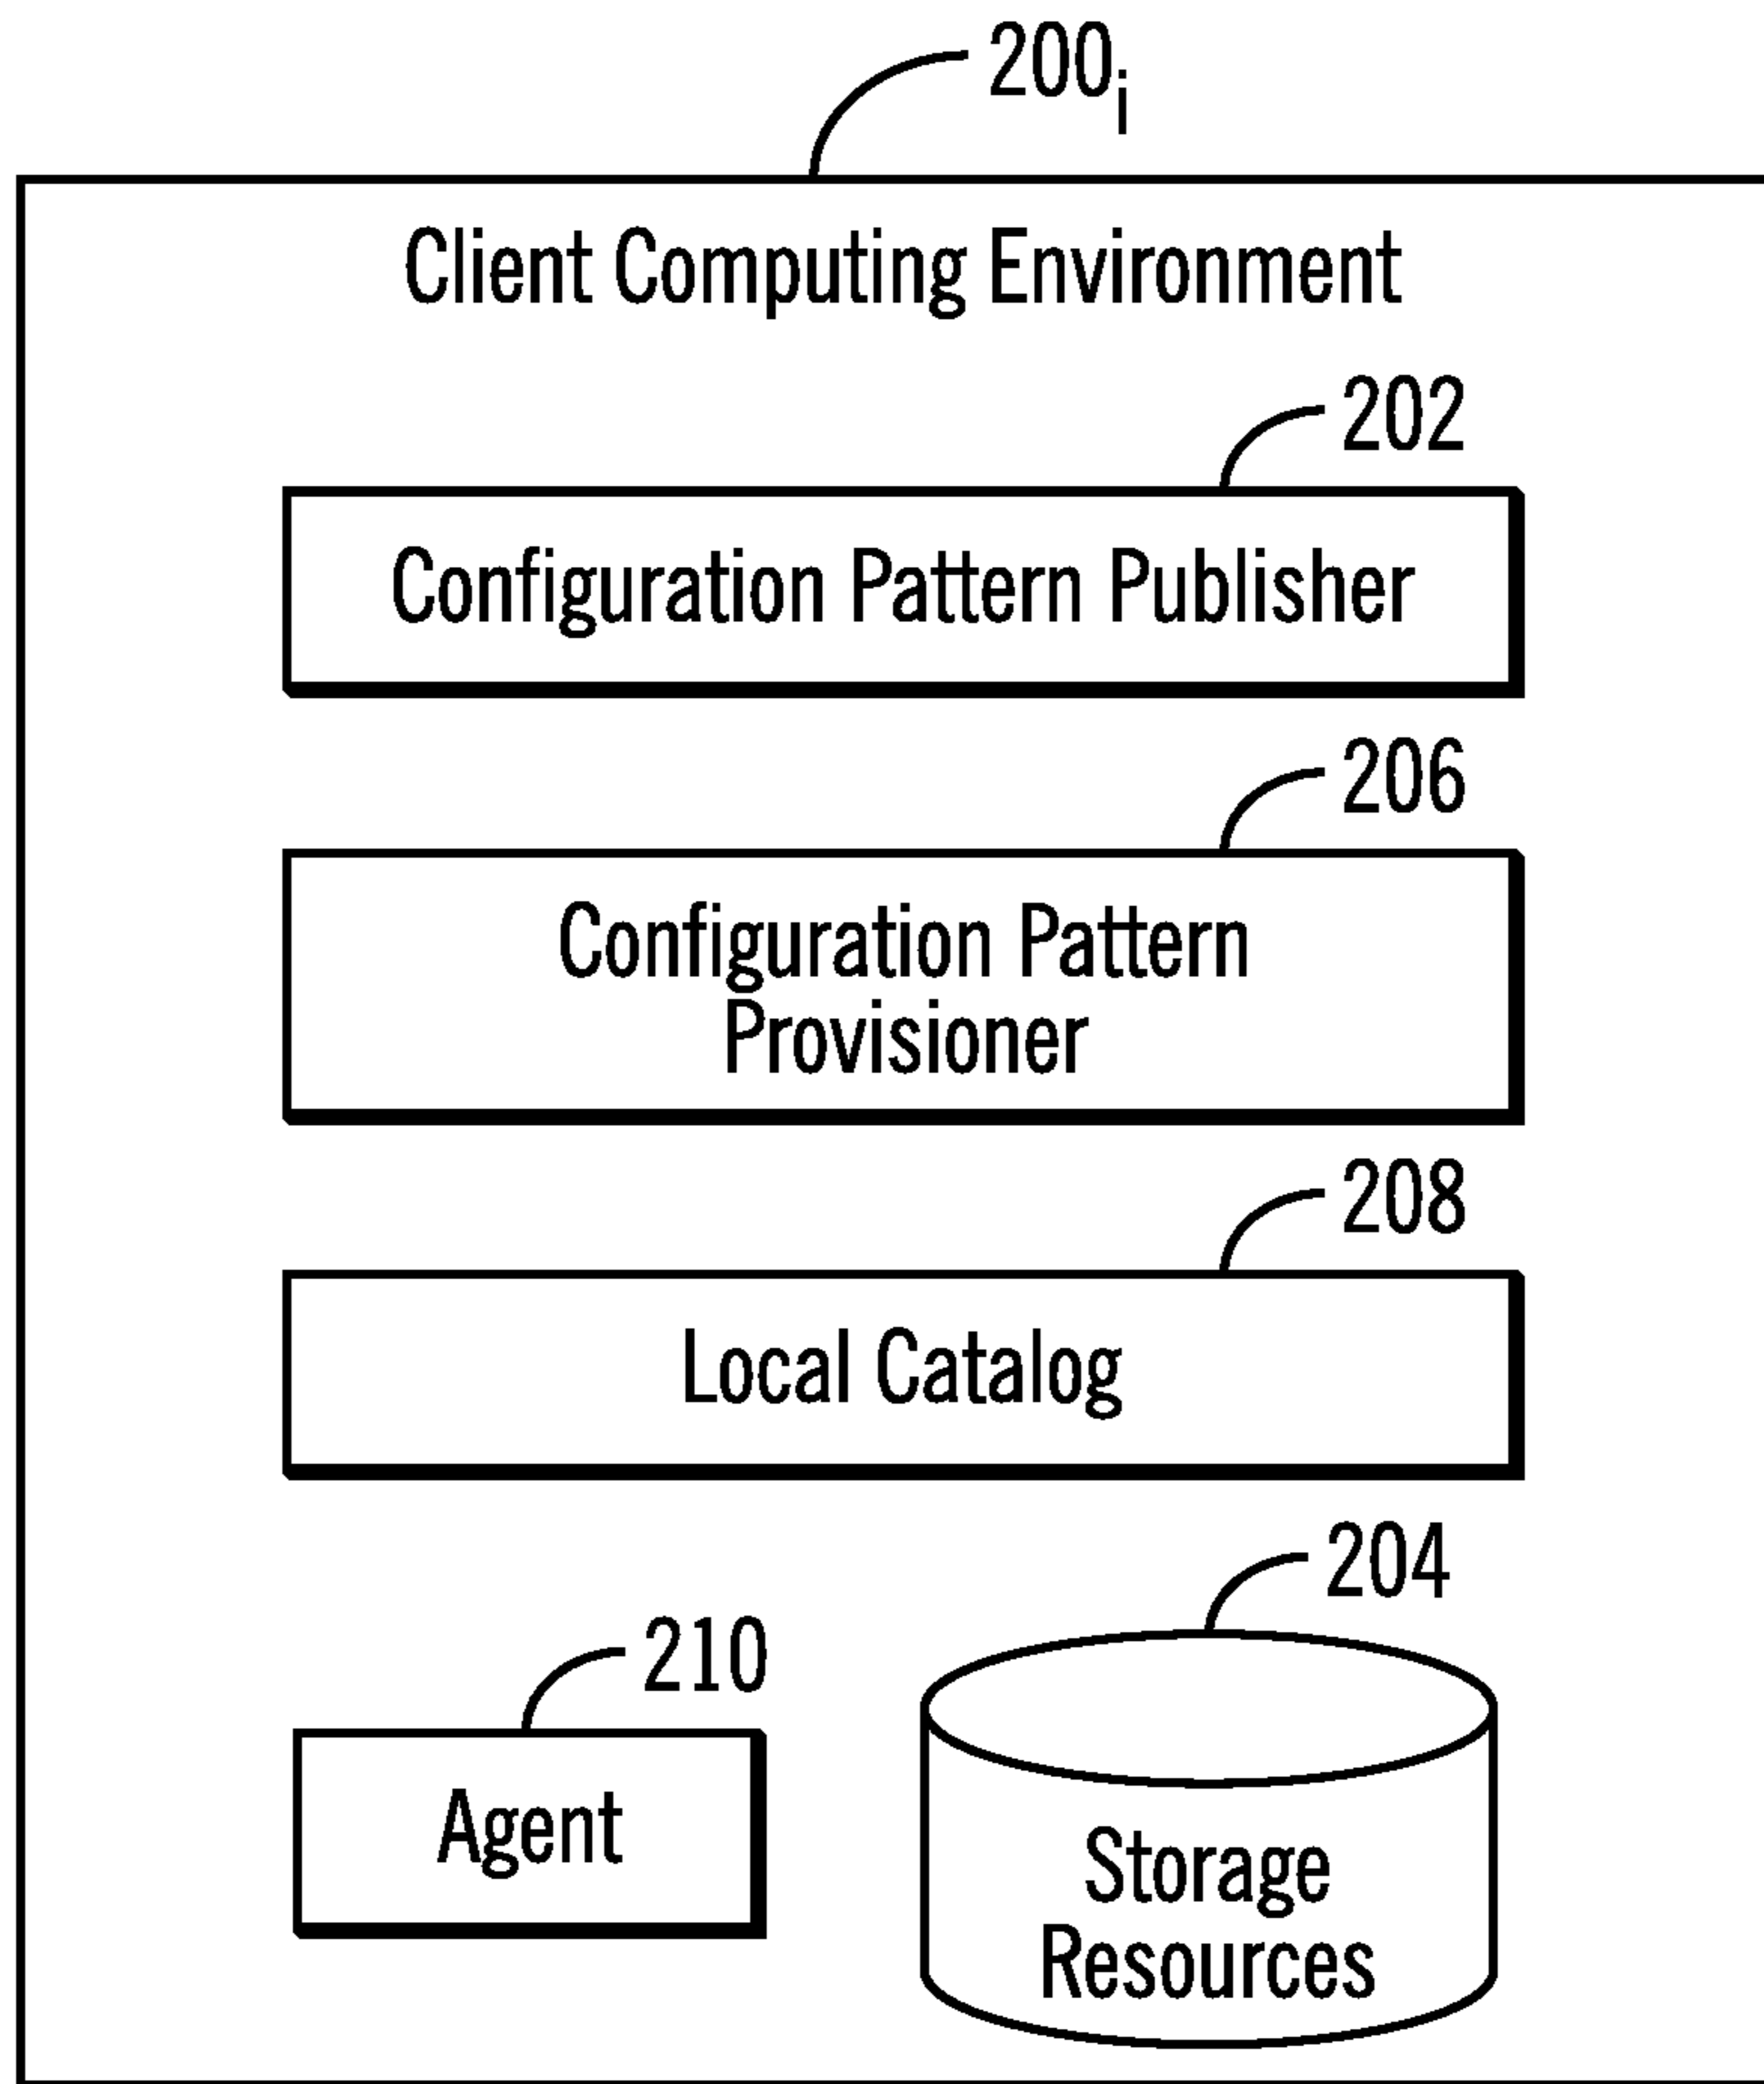 200i
Client Computing Environment
202
Configuration Pattern Publisher
206
Configuration Pattern
Provisioner
208
Local Catalog
204
210
Agent
Storage
Resources